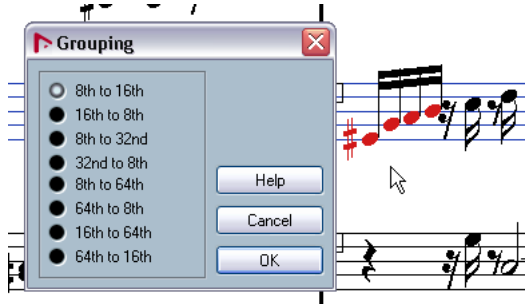 Grouping
8th to 16th
16th to 8th
8th to 32nd
32nd to 8th
8th to 64th
64th to 8th
16th to 64th
64th to 16th
Help
Cancel
OK